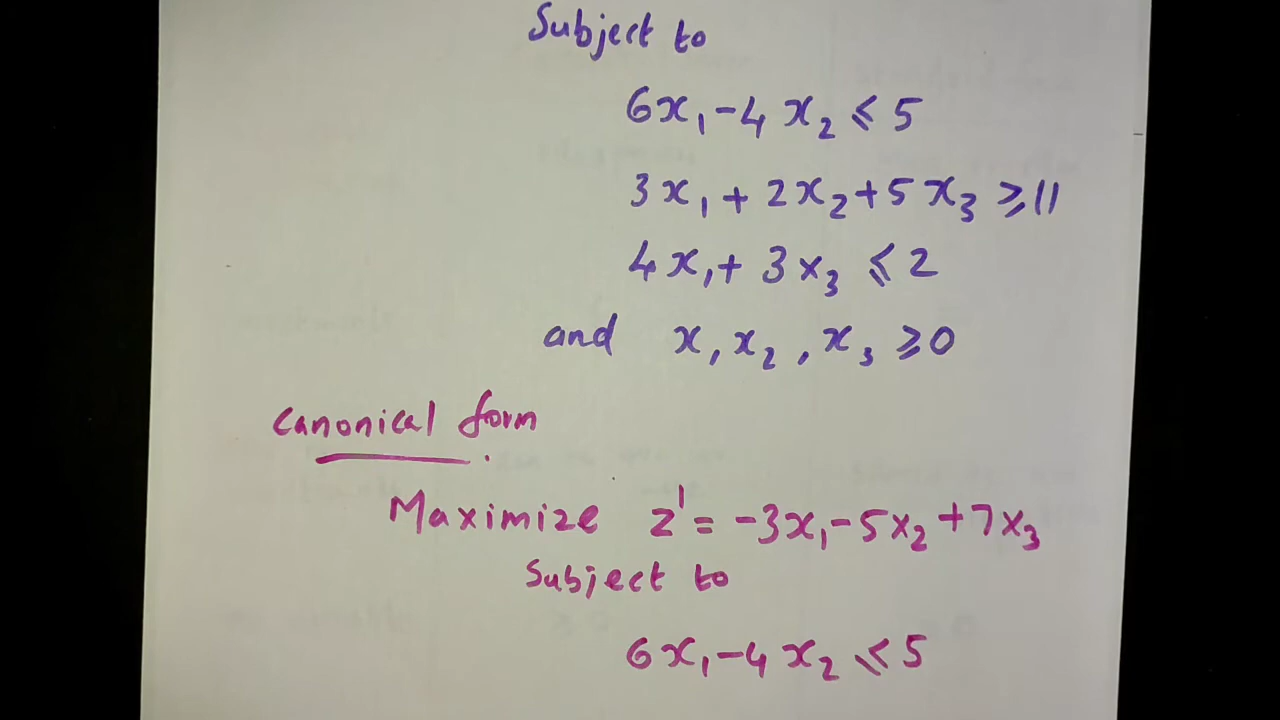 Subject to
6x₁ - 4x₂ ≤ 5
3x₁ + 2x₂ + 5x₃ ≥ 11
4x₁ + 3x₃ ≤ 2
and x₁ x₂, x₃ ≥ 0
Canonical form
Maximize z' = -3x₁ - 5x₂ + 7x₃
Subject to
6x₁ - 4x₂ ≤ 5